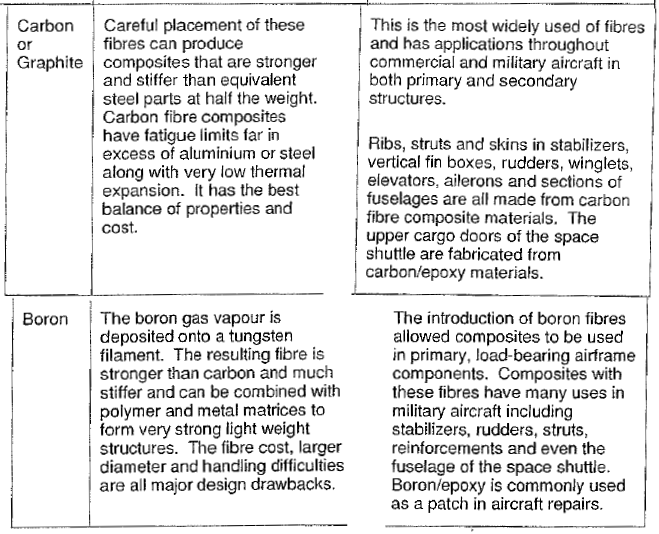 Carbon
or
Graphite
Careful placement of these
fibres can produce
composites that are stronger
and stiffer than equivalent
steel parts at half the weight.
Carbon fibre composites
have fatigue limits far in
excess of aluminium or steel
along with very low thermal
expansion. It has the best
balance of properties and
cost.
This is the most widely used of fibres
and has applications throughout
commercial and military aircraft in
both primary and secondary
structures.
Ribs, struts and skins in stabilizers,
vertical fin boxes, rudders, winglets,
elevators, ailerons and sections of
fuselages are all made from carbon
fibre composite materials. The
upper cargo doors of the space
shuttle are fabricated from
carbon/epoxy materials.
Boron
The boron gas vapour is
deposited onto a tungsten
filament. The resulting fibre is
stronger than carbon and much
stiffer and can be combined with
polymer and metal matrices to
form very strong light weight
structures. The fibre cost, larger
diameter and handling difficulties
are all major design drawbacks.
The introduction of boron fibres
allowed composites to be used
in primary, load-bearing airframe
components. Composites with
these fibres have many uses in
military aircraft including
stabilizers, rudders, struts,
reinforcements and even the
fuselage of the space shuttle.
Boron/epoxy is commonly used
as a patch in aircraft repairs.